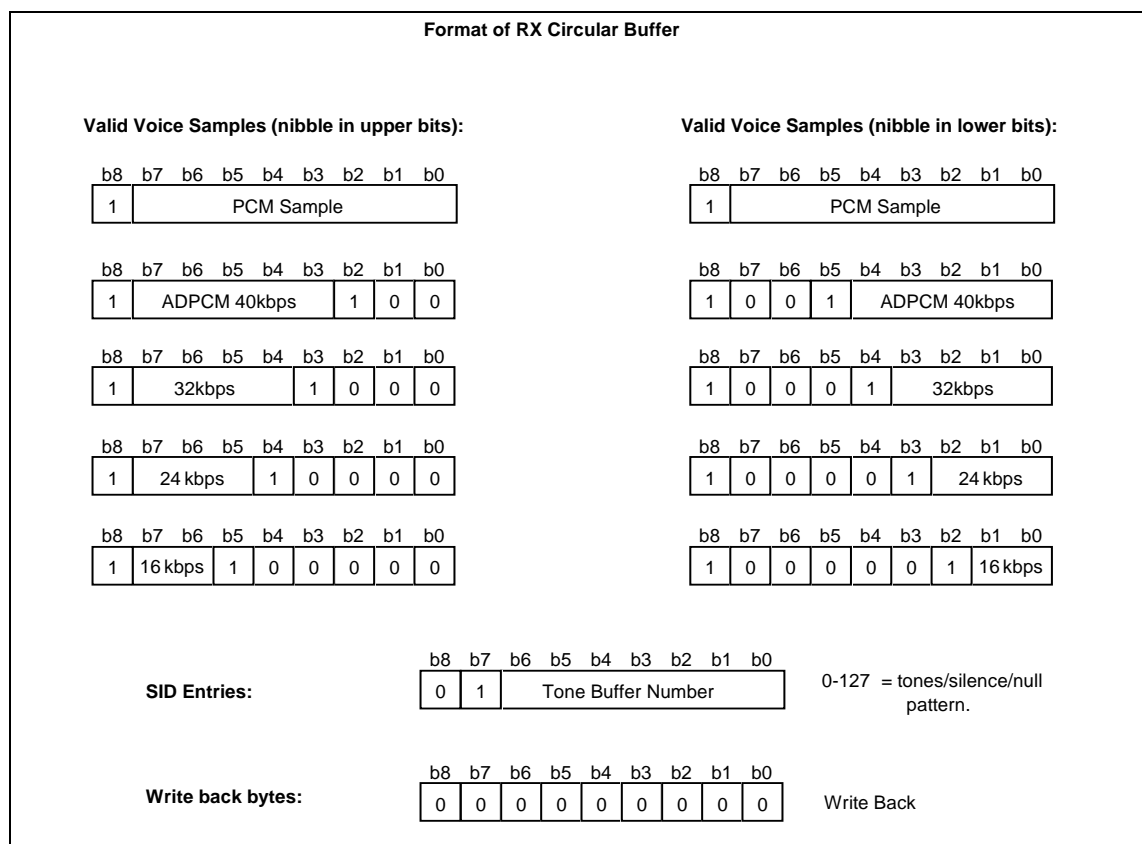 Format of RX Circular Buffer
Valid Voice Samples (nibble in upper bits):
b8 b7 b6 b5 b4 b3 b2 b1 b0
1 PCM Sample
b8 b7 b6 b5 b4 b3 b2 b1 b0
1 ADPCM 40kbps 1 0 0
b8 b7 b6 b5 b4 b3 b2 b1 b0
1 32kbps 1 0 0 0
b8 b7 b6 b5 b4 b3 b2 b1 b0
1 24 kbps 1 0 0 0 0
b8 b7 b6 b5 b4 b3 b2 b1 b0
1 16 kbps 1 0 0 0 0 0
Valid Voice Samples (nibble in lower bits):
b8 b7 b6 b5 b4 b3 b2 b1 b0
1 PCM Sample
b8 b7 b6 b5 b4 b3 b2 b1 b0
1 0 0 1 ADPCM 40kbps
b8 b7 b6 b5 b4 b3 b2 b1 b0
1 0 0 0 1 32kbps
b8 b7 b6 b5 b4 b3 b2 b1 b0
1 0 0 0 0 1 24 kbps
b8 b7 b6 b5 b4 b3 b2 b1 b0
1 0 0 0 0 0 1 16 kbps
b8 b7 b6 b5 b4 b3 b2 b1 b0
SID Entries: 0 1 Tone Buffer Number 0-127 = tones/silence/null
pattern.
b8 b7 b6 b5 b4 b3 b2 b1 b0
Write back bytes: 0 0 0 0 0 0 0 0 0 Write Back